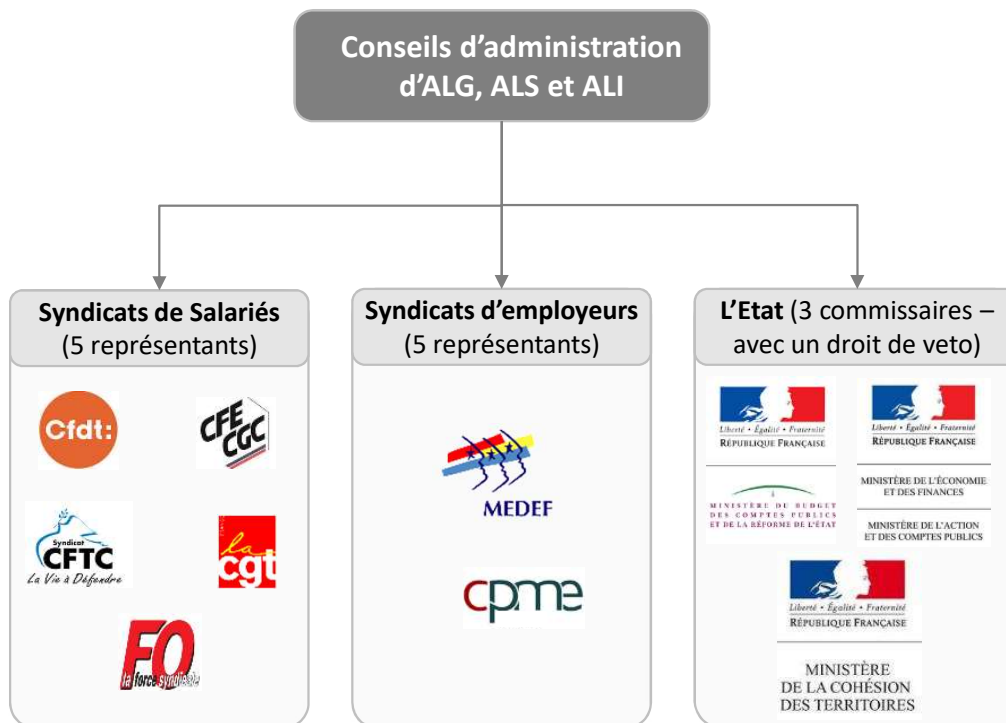 Conseils d'administration
d'ALG, ALS et ALI
Syndicats de Salariés
(5 représentants)
Cfdt:
CFE
CGC
Syndicat
CFTC
La Vie à Défendre
la
cgt
FO
la force syndicale
Syndicats d'employeurs
(5 représentants)
MEDEF
cpme
L'Etat (3 commissaires –
avec un droit de veto)
Liberté • Égalité • Fraternité
RÉPUBLIQUE FRANÇAISE
MINISTÈRE DU BUDGET
DES COMPTES PUBLICS
ET DE LA RÉFORME DE L'ÉTAT
Liberté • Égalité • Fraternité
RÉPUBLIQUE FRANÇAISE
MINISTÈRE DE L'ÉCONOMIE
ET DES FINANCES
MINISTÈRE DE L'ACTION
ET DES COMPTES PUBLICS
Liberté • Égalité • Fraternité
RÉPUBLIQUE FRANÇAISE
MINISTÈRE
DE LA COHÉSION
DES TERRITOIRES